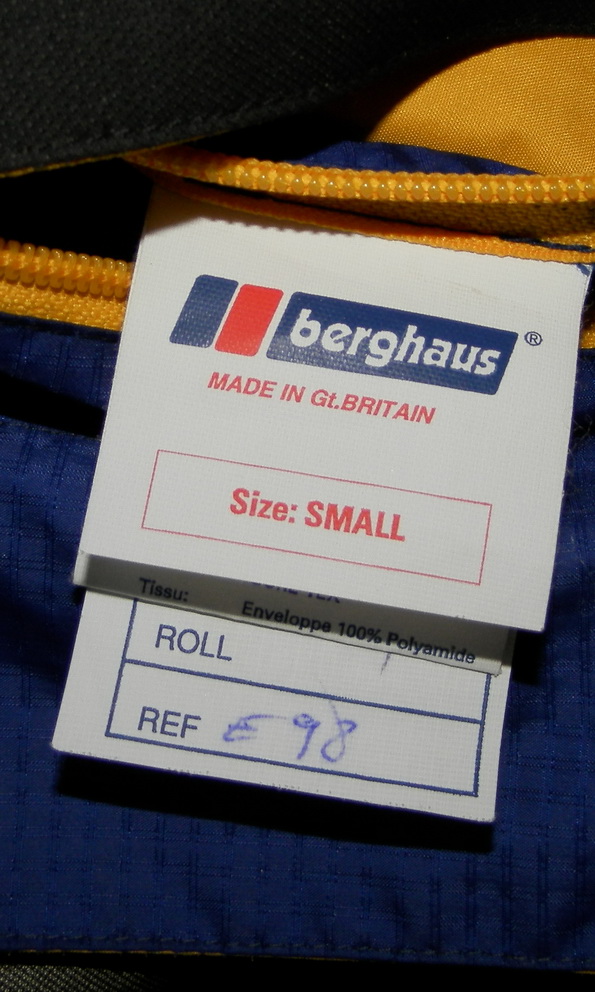 berghaus®
MADE IN Gt.BRITAIN
Size: SMALL
Tissu:
Enveloppe 100% Polyamide
ROLL
REF E 98